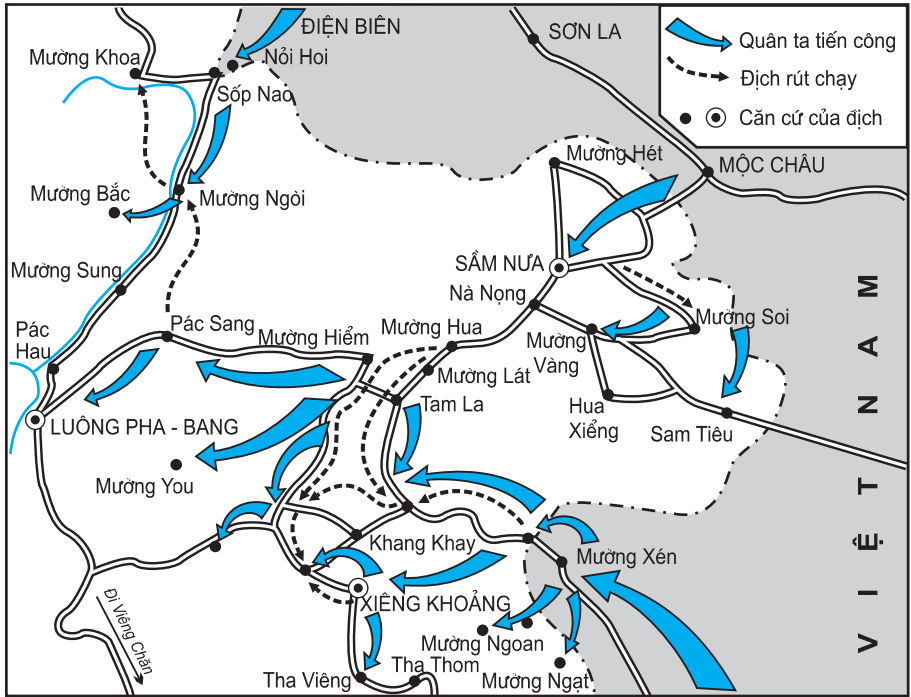 ĐIỆN BIÊN
SƠN LA
Quân ta tiến công
Địch rút chạy
Căn cứ của địch
Mường Khoa
Nỏi Hoi
Sốp Nao
Mường Hét
MỘC CHÂU
Mường Bắc
Mường Ngòi
SẦM NƯA
Mường Sung
Nà Nọng
Pác
Hau
Pác Sang
Mường Hiểm
Mường Hua
Mường
Vàng
Mường Soi
Mường Lát
Tam La
Hua
Xiểng
Sam Tiêu
LUÔNG PHA - BANG
Mường You
Khang Khay
Mường Xén
XIÊNG KHOẢNG
Mường Ngoan
Đi Viêng Chăn
Tha Viêng
Tha Thom
Mường Ngạt
VIỆT NAM